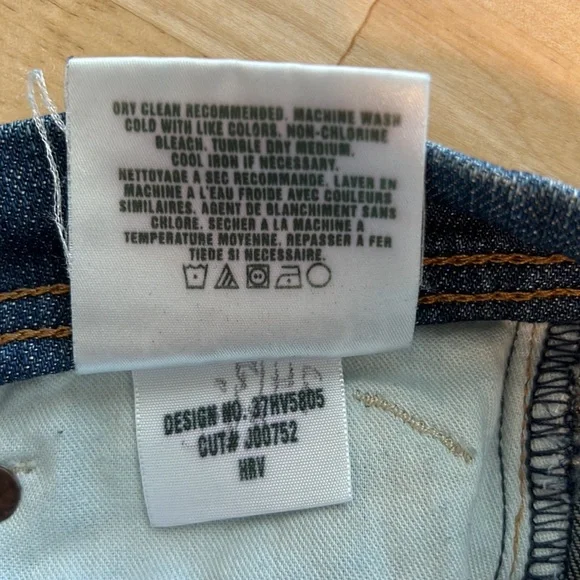 DRY CLEAN RECOMMENDED. MACHINE WASH
COLD WITH LIKE COLORS. NON-CHLORINE
BLEACH. TUMBLE DRY MEDIUM.
COOL IRON IF NECESSARY.
NETTOYAGE A SEC RECOMMANDE. LAVER EN
MACHINE A L'EAU FROIDE AVEC COULEURS
SIMILAIRES. AGENT DE BLANCHIMENT SANS
CHLORE. SECHER A LA MACHINE A
TEMPERATURE MOYENNE. REPASSER A FER
TIEDE SI NECESSAIRE.
DESIGN NO. 37HV5805
CUT# J00752
HRV